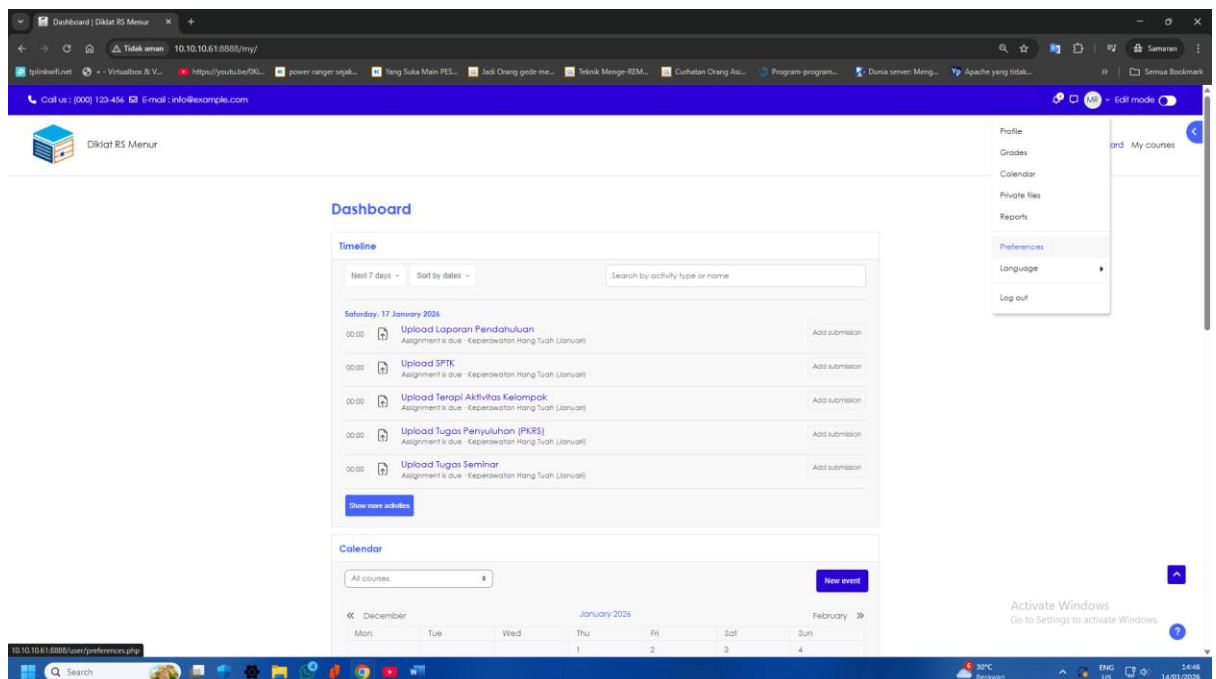 Dashboard | Diklat RS Menur
Tidak aman 10.10.10.61:8888/my/
Samaran
tplinkwifi.net
- Virtualbox & V...
https://youtu.be/DKi...
power ranger sejak...
Yang Suka Main PES...
Jadi Orang gede me...
Teknik Menge-REM...
Curhatan Orang Asi...
Program-program...
Dunia server: Meng...
Yp Apache yang tidak...
Semua Bookmark
Call us : (000) 123-456 E-mail : info@example.com
MR Edit mode
Diklat RS Menur
ard My courses
Profile
Grades
Calendar
Private files
Reports
Preferences
Language
Log out
Dashboard
Timeline
Next 7 days Sort by dates Search by activity type or name
Saturday, 17 January 2026
00:00 Upload Laporan Pendahuluan Add submission
Assignment is due · Keperawatan Hang Tuah (Januari)
00:00 Upload SPTK Add submission
Assignment is due · Keperawatan Hang Tuah (Januari)
00:00 Upload Terapi Aktivitas Kelompok Add submission
Assignment is due · Keperawatan Hang Tuah (Januari)
00:00 Upload Tugas Penyuluhan (PKRS) Add submission
Assignment is due · Keperawatan Hang Tuah (Januari)
00:00 Upload Tugas Seminar Add submission
Assignment is due · Keperawatan Hang Tuah (Januari)
Show more activities
Calendar
All courses New event
« December January 2026 February »
Mon Tue Wed Thu Fri Sat Sun
1 2 3 4
Activate Windows
Go to Settings to activate Windows.
10.10.10.61:8888/user/preferences.php
Search
6 30°C
Berawan
ENG
US
14:46
14/01/2026